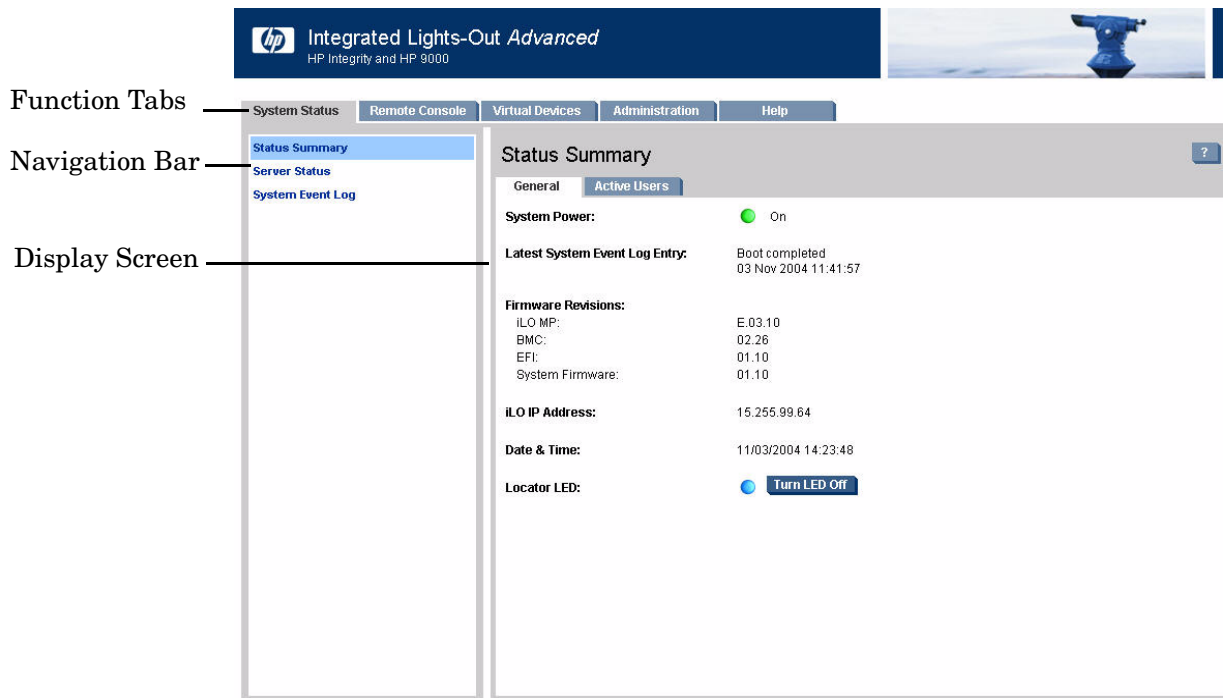 hp
Integrated Lights-Out Advanced
HP Integrity and HP 9000
Function Tabs
System Status
Remote Console
Virtual Devices
Administration
Help
Navigation Bar
Status Summary
Server Status
System Event Log
Display Screen
Status Summary
?
General
Active Users
System Power: On
Latest System Event Log Entry: Boot completed
03 Nov 2004 11:41:57
Firmware Revisions:
iLO MP: E.03.10
BMC: 02.26
EFI: 01.10
System Firmware: 01.10
iLO IP Address: 15.255.99.64
Date & Time: 11/03/2004 14:23:48
Locator LED: Turn LED Off